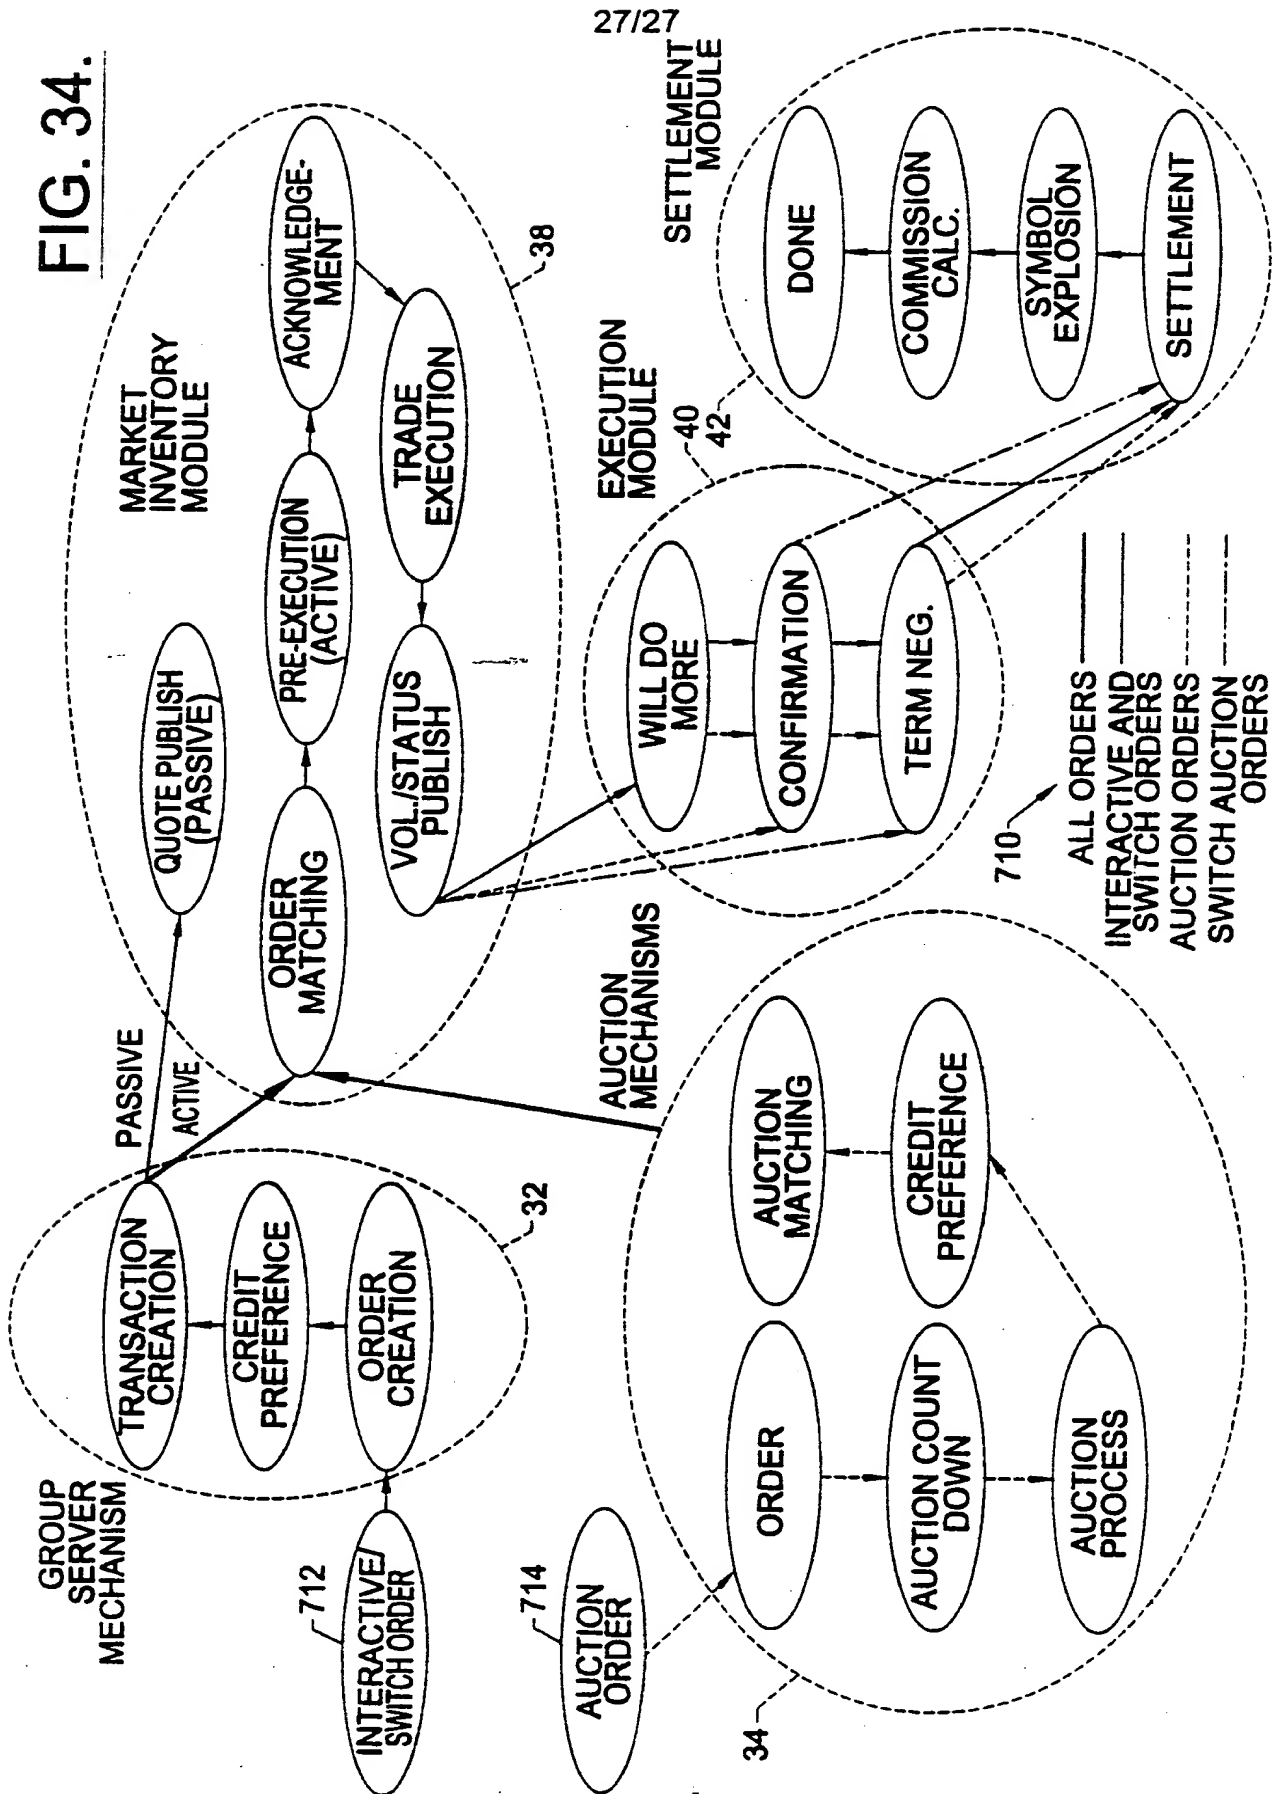 27/27
FIG. 34.
GROUP
SERVER
MECHANISM
TRANSACTION
CREATION
CREDIT
PREFERENCE
ORDER
CREATION
32
712
INTERACTIVE/
SWITCH ORDER
714
AUCTION
ORDER
PASSIVE
ACTIVE
MARKET
INVENTORY
MODULE
QUOTE PUBLISH
(PASSIVE)
ORDER
MATCHING
PRE-EXECUTION
(ACTIVE)
ACKNOWLEDGE-
MENT
TRADE
EXECUTION
VOL./STATUS
PUBLISH
38
AUCTION
MECHANISMS
ORDER
AUCTION COUNT
DOWN
AUCTION
PROCESS
CREDIT
PREFERENCE
AUCTION
MATCHING
34
EXECUTION
MODULE
40
42
WILL DO
MORE
CONFIRMATION
TERM NEG.
SETTLEMENT
MODULE
DONE
COMMISSION
CALC.
SYMBOL
EXPLOSION
SETTLEMENT
710
ALL ORDERS
INTERACTIVE AND
SWITCH ORDERS
AUCTION ORDERS
SWITCH AUCTION
ORDERS